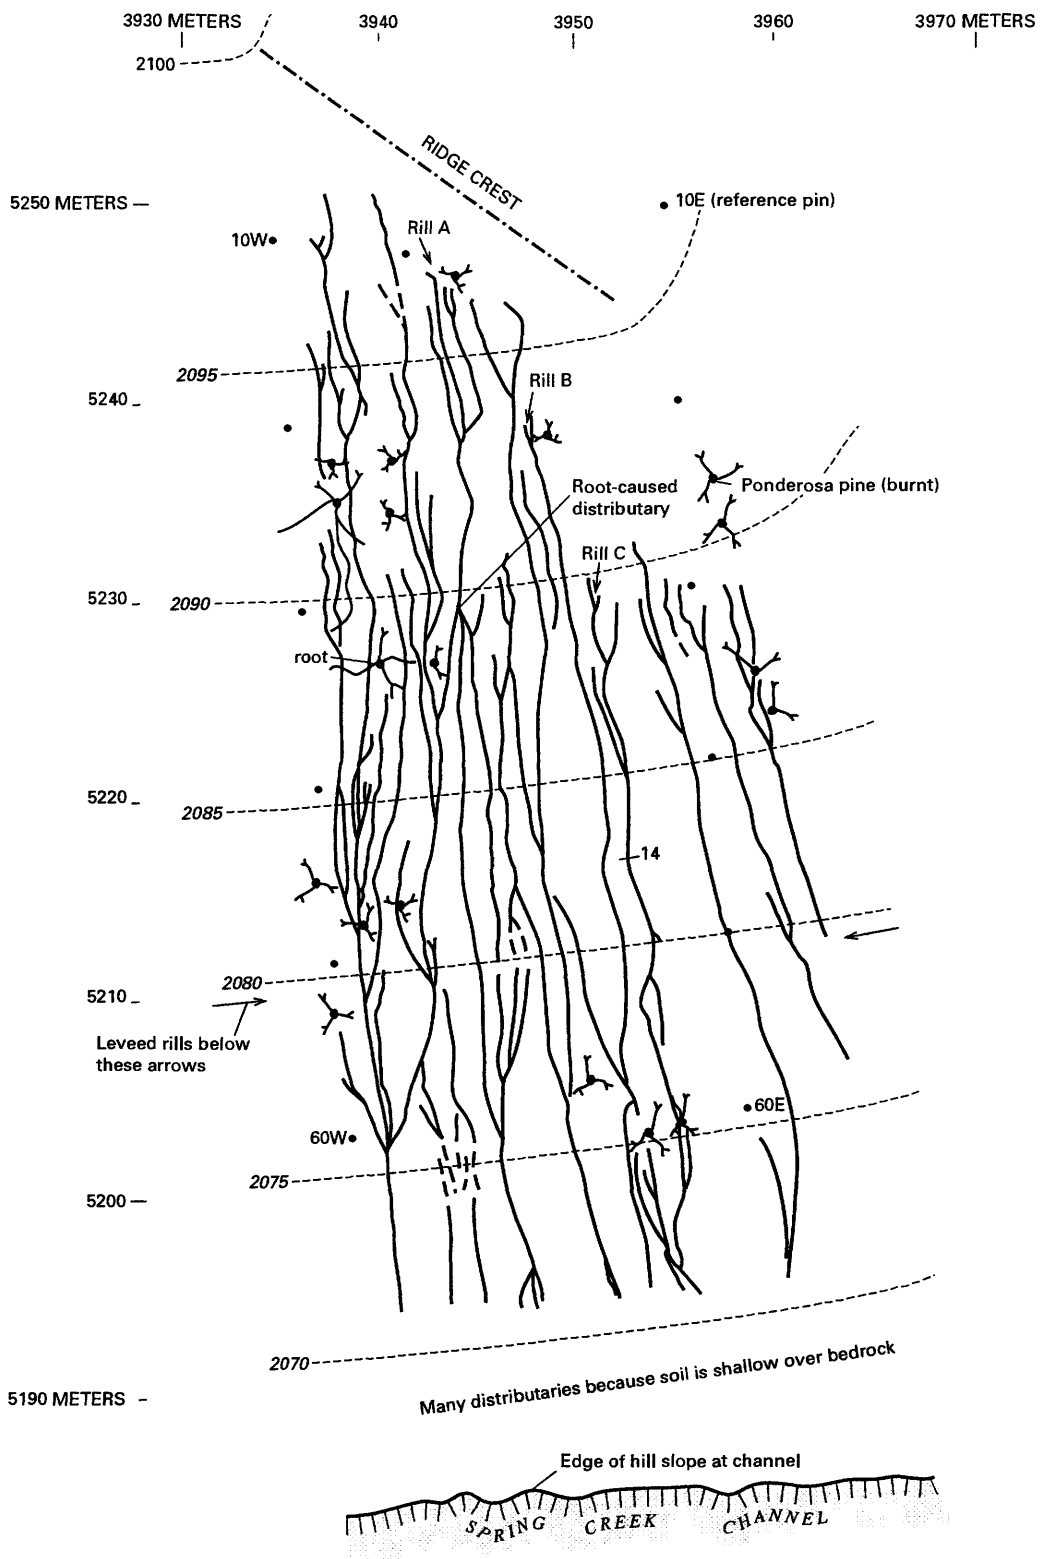 3930 METERS 3940 3950 3960 3970 METERS
2100
RIDGE CREST
5250 METERS
10E (reference pin)
10W
Rill A
2095
5240
Rill B
Root-caused
distributary
Ponderosa pine (burnt)
Rill C
5230
2090
root
5220
2085
14
2080
5210
Leveed rills below
these arrows
60E
60W
2075
5200
2070
Many distributaries because soil is shallow over bedrock
5190 METERS
Edge of hill slope at channel
SPRING CREEK CHANNEL